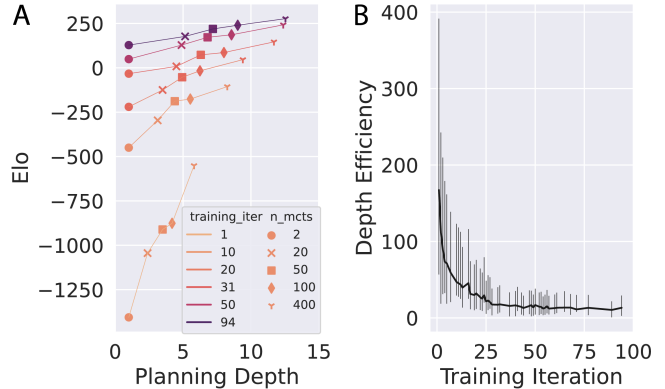 A
250
0
−250
−500
−750
−1000
−1250
Elo
training_iter n_mcts
1 2
10 20
20 50
31 100
50 400
94
0 5 10 15
Planning Depth
B
400
300
200
100
0
Depth Efficiency
0 25 50 75 100
Training Iteration